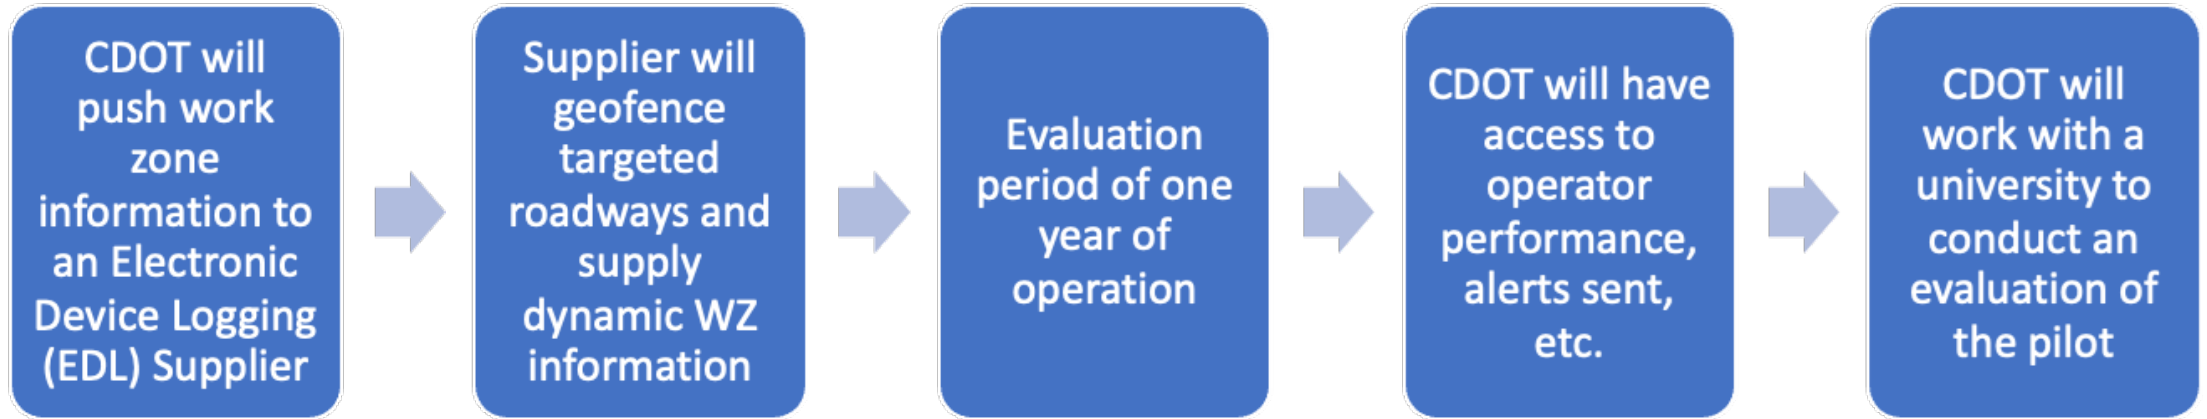 CDOT will
push work
zone
information to
an Electronic
Device Logging
(EDL) Supplier
Supplier will
geofence
targeted
roadways and
supply
dynamic WZ
information
Evaluation
period of one
year of
operation
CDOT will have
access to
operator
performance,
alerts sent,
etc.
CDOT will
work with a
university to
conduct an
evaluation of
the pilot